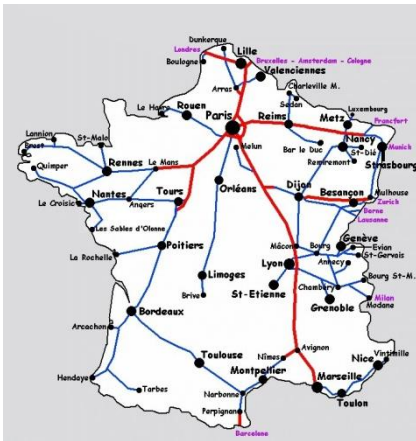 Dunkerque
Londres
Lille
Bruxelles - Amsterdam - Cologne
Boulogne
Valenciennes
Arras
Charleville M.
Sedan
Le Havre
Rouen
Luxembourg
Reims
Metz
Paris
Francfort
Lannion
St-Malo
Brest
Melun
Bar le Duc
Nancy
St-Dié
Munich
Rennes
Le Mans
Remiremont
Strasbourg
Quimper
Orléans
Dijon
Besançon
Mulhouse
Nantes
Tours
Zurich
Le Croisic
Angers
Berne
Lausanne
Les Sables d'Olonne
Poitiers
Mâcon
Bourg
Genève
Evian
La Rochelle
Lyon
Annecy
St-Gervais
Limoges
Bourg St-M.
St-Etienne
Chambéry
Brive
Milan
Grenoble
Modane
Bordeaux
Arcachon
Avignon
Toulouse
Nîmes
Nice
Vintimille
Montpellier
Hendaye
Marseille
Tarbes
Narbonne
Toulon
Perpignan
Barcelone